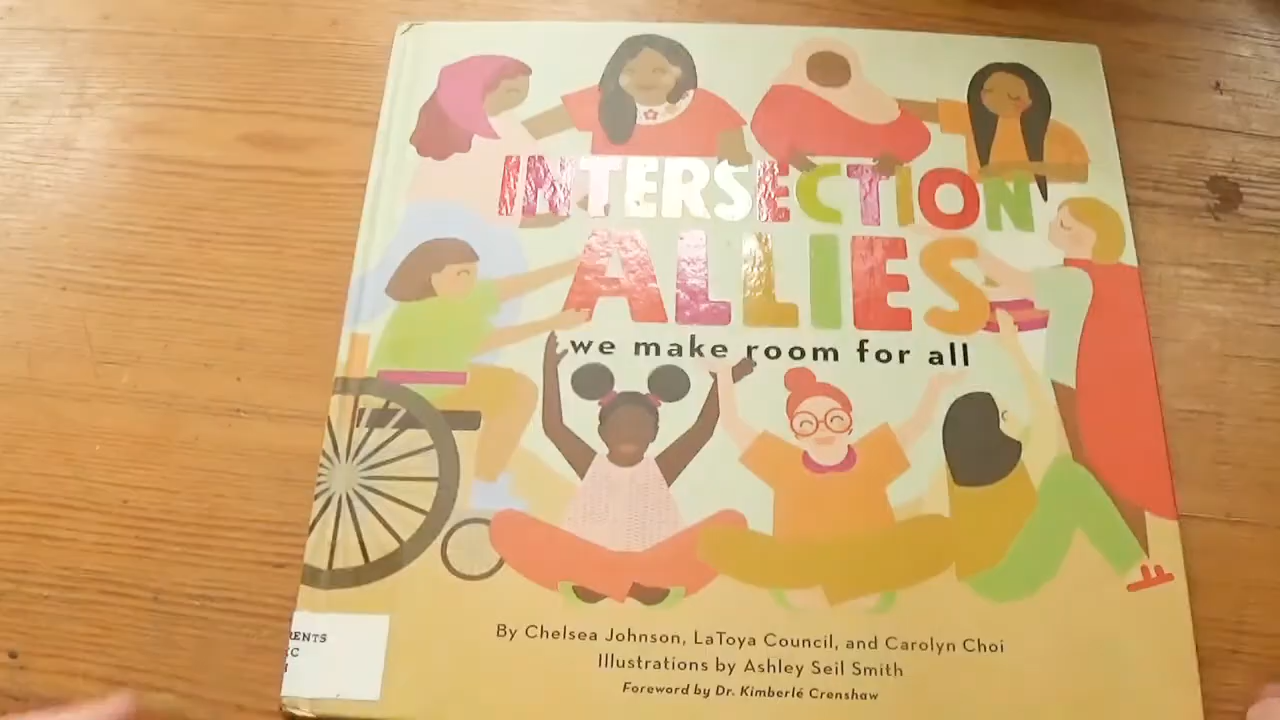 INTERSECTION
ALLIES
we make room for all
By Chelsea Johnson, LaToya Council, and Carolyn Choi
Illustrations by Ashley Seil Smith
Foreword by Dr. Kimberlé Crenshaw